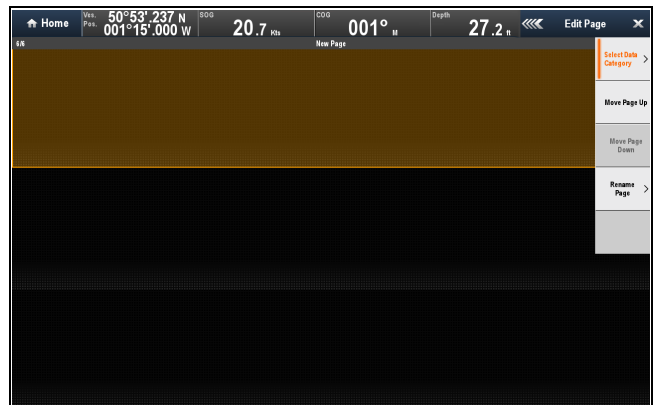 Home
Ves. Pos. 50°53'.237 N
001°15'.000 W
SOG 20.7 Kts
COG 001° M
Depth 27.2 ft
Edit Page
6/6
New Page
Select Data
Category
Move Page Up
Move Page
Down
Rename
Page